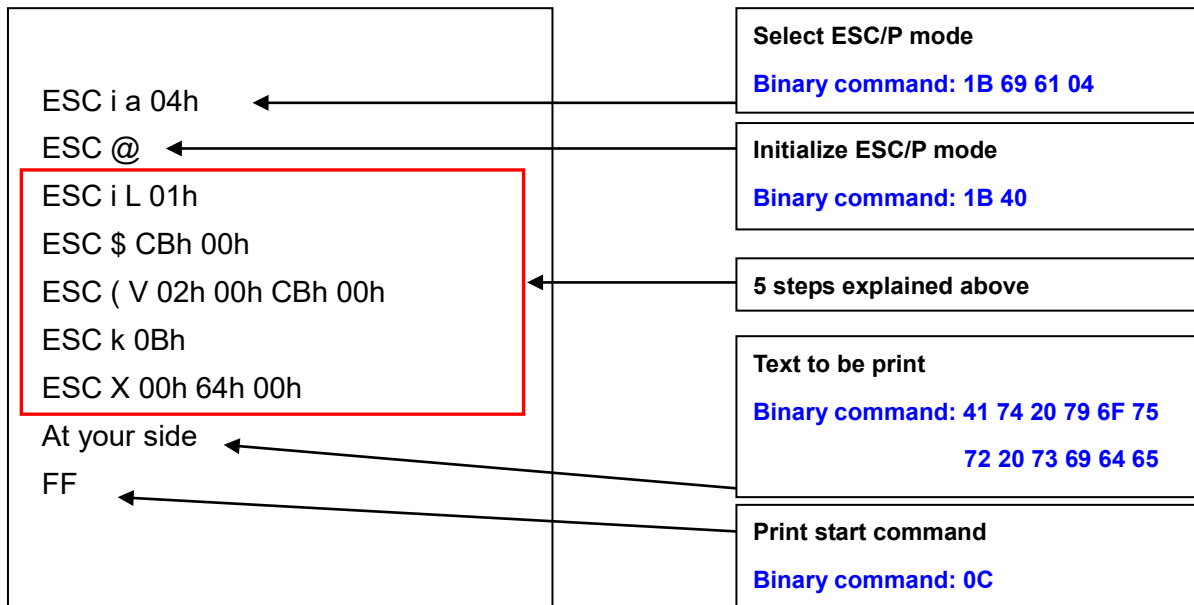 ESC i a 04h
ESC @
ESC i L 01h
ESC $ CBh 00h
ESC ( V 02h 00h CBh 00h
ESC k 0Bh
ESC X 00h 64h 00h
At your side
FF
Select ESC/P mode
Binary command: 1B 69 61 04
Initialize ESC/P mode
Binary command: 1B 40
5 steps explained above
Text to be print
Binary command: 41 74 20 79 6F 75
72 20 73 69 64 65
Print start command
Binary command: 0C